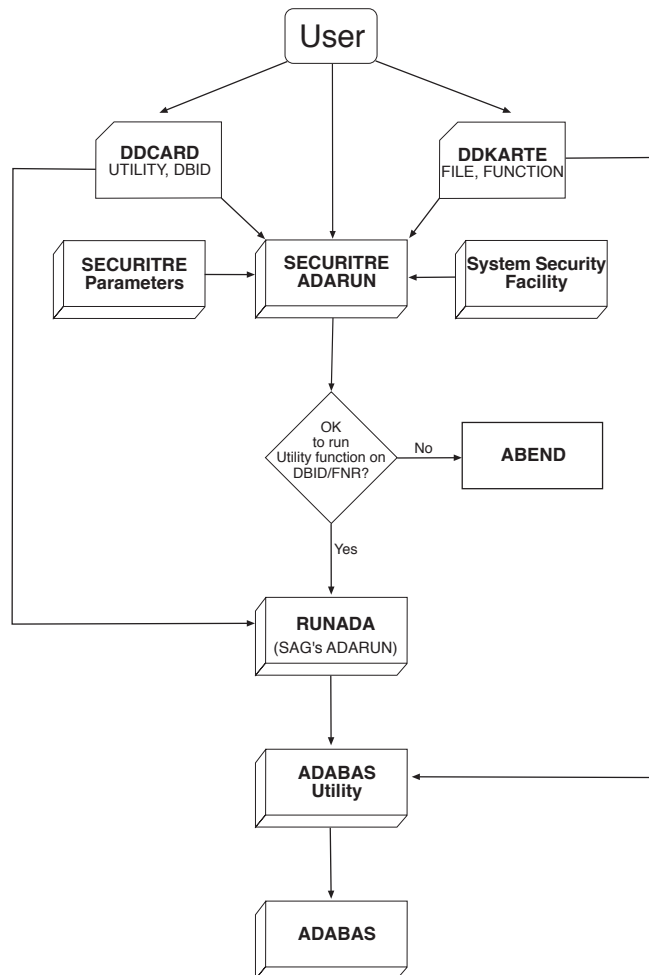 User
DDCARD
UTILITY, DBID
DDKARTE
FILE, FUNCTION
SECURITRE
Parameters
SECURITRE
ADARUN
System Security
Facility
OK
to run
Utility function on
DBID/FNR?
No
ABEND
Yes
RUNADA
(SAG's ADARUN)
ADABAS
Utility
ADABAS